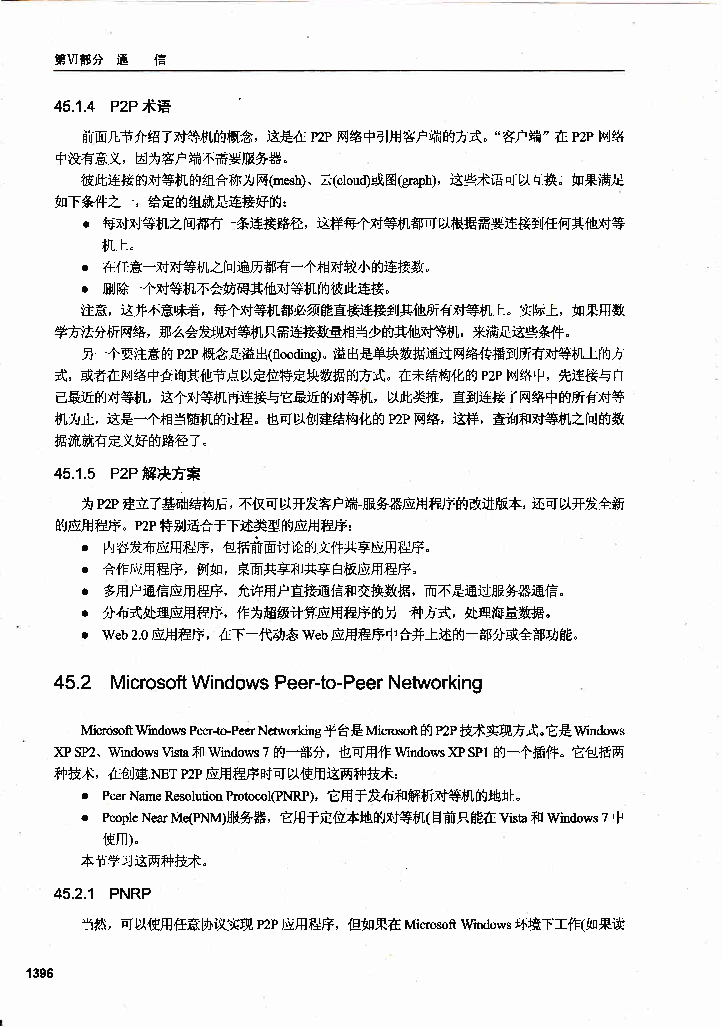 第Ⅵ部分 通 信
45.1.4 P2P 术语
前面几节介绍了对等机的概念，这是在 P2P 网络中引用客户端的方式。“客户端”在 P2P 网络
中没有意义，因为客户端不需要服务器。
彼此连接的对等机的组合称为网(mesh)、云(cloud)或图(graph)，这些术语可以互换。如果满足
如下条件之一，给定的组就是连接好的：
● 每对对等机之间都有一条连接路径，这样每个对等机都可以根据需要连接到任何其他对等
机上。
● 在任意一对对等机之间遍历都有一个相对较小的连接数。
● 删除一个对等机不会妨碍其他对等机的彼此连接。
注意，这并不意味着，每个对等机都必须能直接连接到其他所有对等机上。实际上，如果用数
学方法分析网络，那么会发现对等机只需连接数量相当少的其他对等机，来满足这些条件。
另一个要注意的 P2P 概念是溢出(flooding)。溢出是单块数据通过网络传播到所有对等机上的方
式，或者在网络中查询其他节点以定位特定块数据的方式。在未结构化的 P2P 网络中，先连接与自
己最近的对等机，这个对等机再连接与它最近的对等机，以此类推，直到连接了网络中的所有对等
机为止，这是一个相当随机的过程。也可以创建结构化的 P2P 网络，这样，查询和对等机之间的数
据流就有定义好的路径了。
45.1.5 P2P 解决方案
为 P2P 建立了基础结构后，不仅可以开发客户端-服务器应用程序的改进版本，还可以开发全新
的应用程序。P2P 特别适合于下述类型的应用程序：
● 内容发布应用程序，包括前面讨论的文件共享应用程序。
● 合作应用程序，例如，桌面共享和共享白板应用程序。
● 多用户通信应用程序，允许用户直接通信和交换数据，而不是通过服务器通信。
● 分布式处理应用程序，作为超级计算应用程序的另一种方式，处理海量数据。
● Web 2.0 应用程序，在下一代动态 Web 应用程序中合并上述的一部分或全部功能。
45.2 Microsoft Windows Peer-to-Peer Networking
Microsoft Windows Peer-to-Peer Networking 平台是 Microsoft 的 P2P 技术实现方式。它是 Windows
XP SP2、Windows Vista 和 Windows 7 的一部分，也可用作 Windows XP SP1 的一个插件。它包括两
种技术，在创建.NET P2P 应用程序时可以使用这两种技术：
● Peer Name Resolution Protocol(PNRP)，它用于发布和解析对等机的地址。
● People Near Me(PNM)服务器，它用于定位本地的对等机(目前只能在 Vista 和 Windows 7 中
使用)。
本节学习这两种技术。
45.2.1 PNRP
当然，可以使用任意协议实现 P2P 应用程序，但如果在 Microsoft Windows 环境下工作(如果读
1396